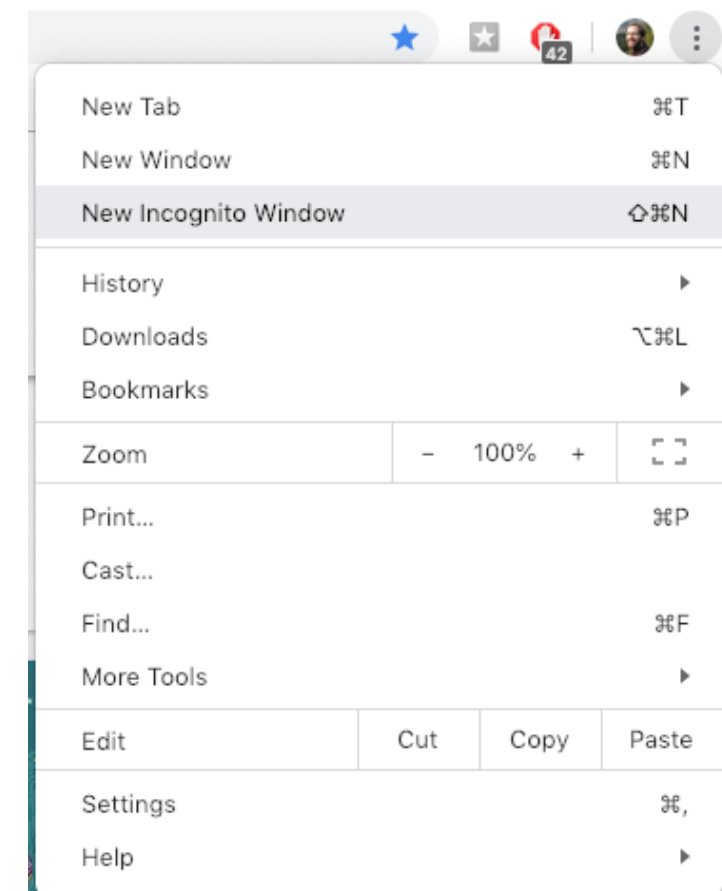 42
New Tab ⌘T
New Window ⌘N
New Incognito Window ⇧⌘N
History
Downloads ⌥⌘L
Bookmarks
Zoom - 100% +
Print... ⌘P
Cast...
Find... ⌘F
More Tools
Edit Cut Copy Paste
Settings ⌘,
Help